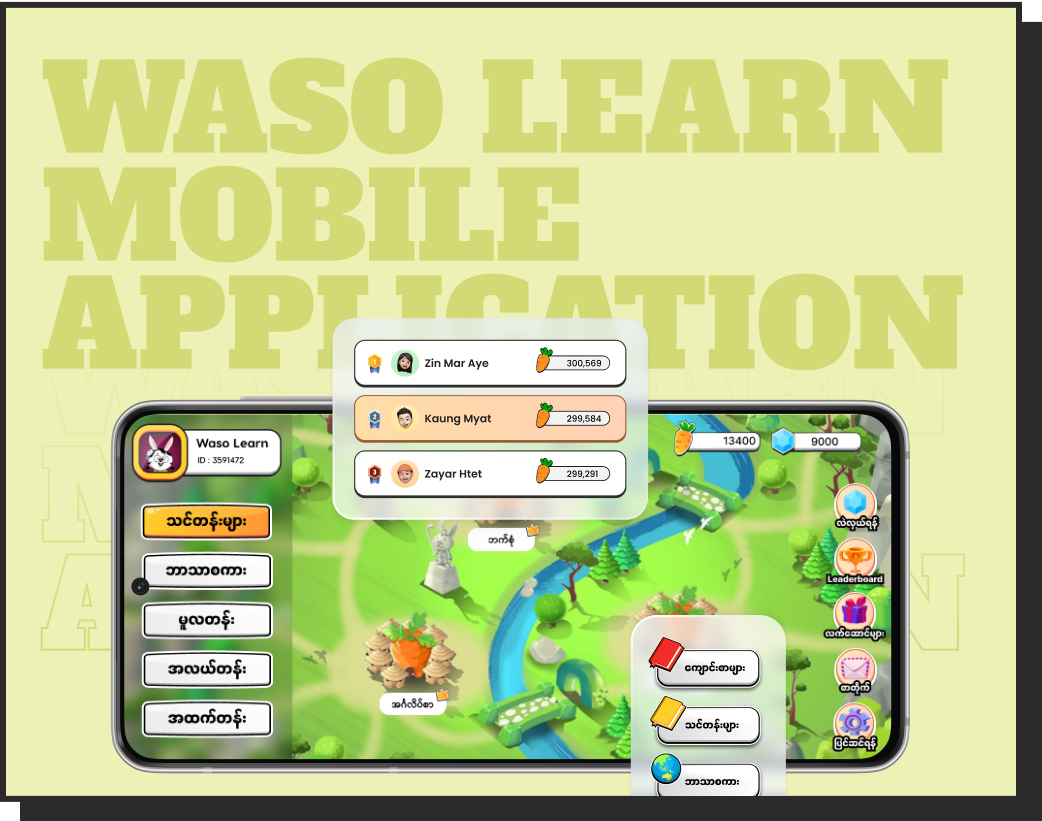 WASO LEARN
MOBILE
APPLICATION
1
Zin Mar Aye
300,569
2
Kaung Myat
299,584
3
Zayar Htet
299,291
Waso Learn
ID : 3591472
13400
9000
သင်တန်းများ
ဘာသာစကား
မူလတန်း
အလယ်တန်း
အထက်တန်း
ဘက်စုံ
အင်္ဂလိပ်စာ
လဲလှယ်ရန်
Leaderboard
လက်ဆောင်များ
စာတိုက်
ပြင်ဆင်ရန်
ကျောင်းစာများ
သင်တန်းများ
ဘာသာစကား